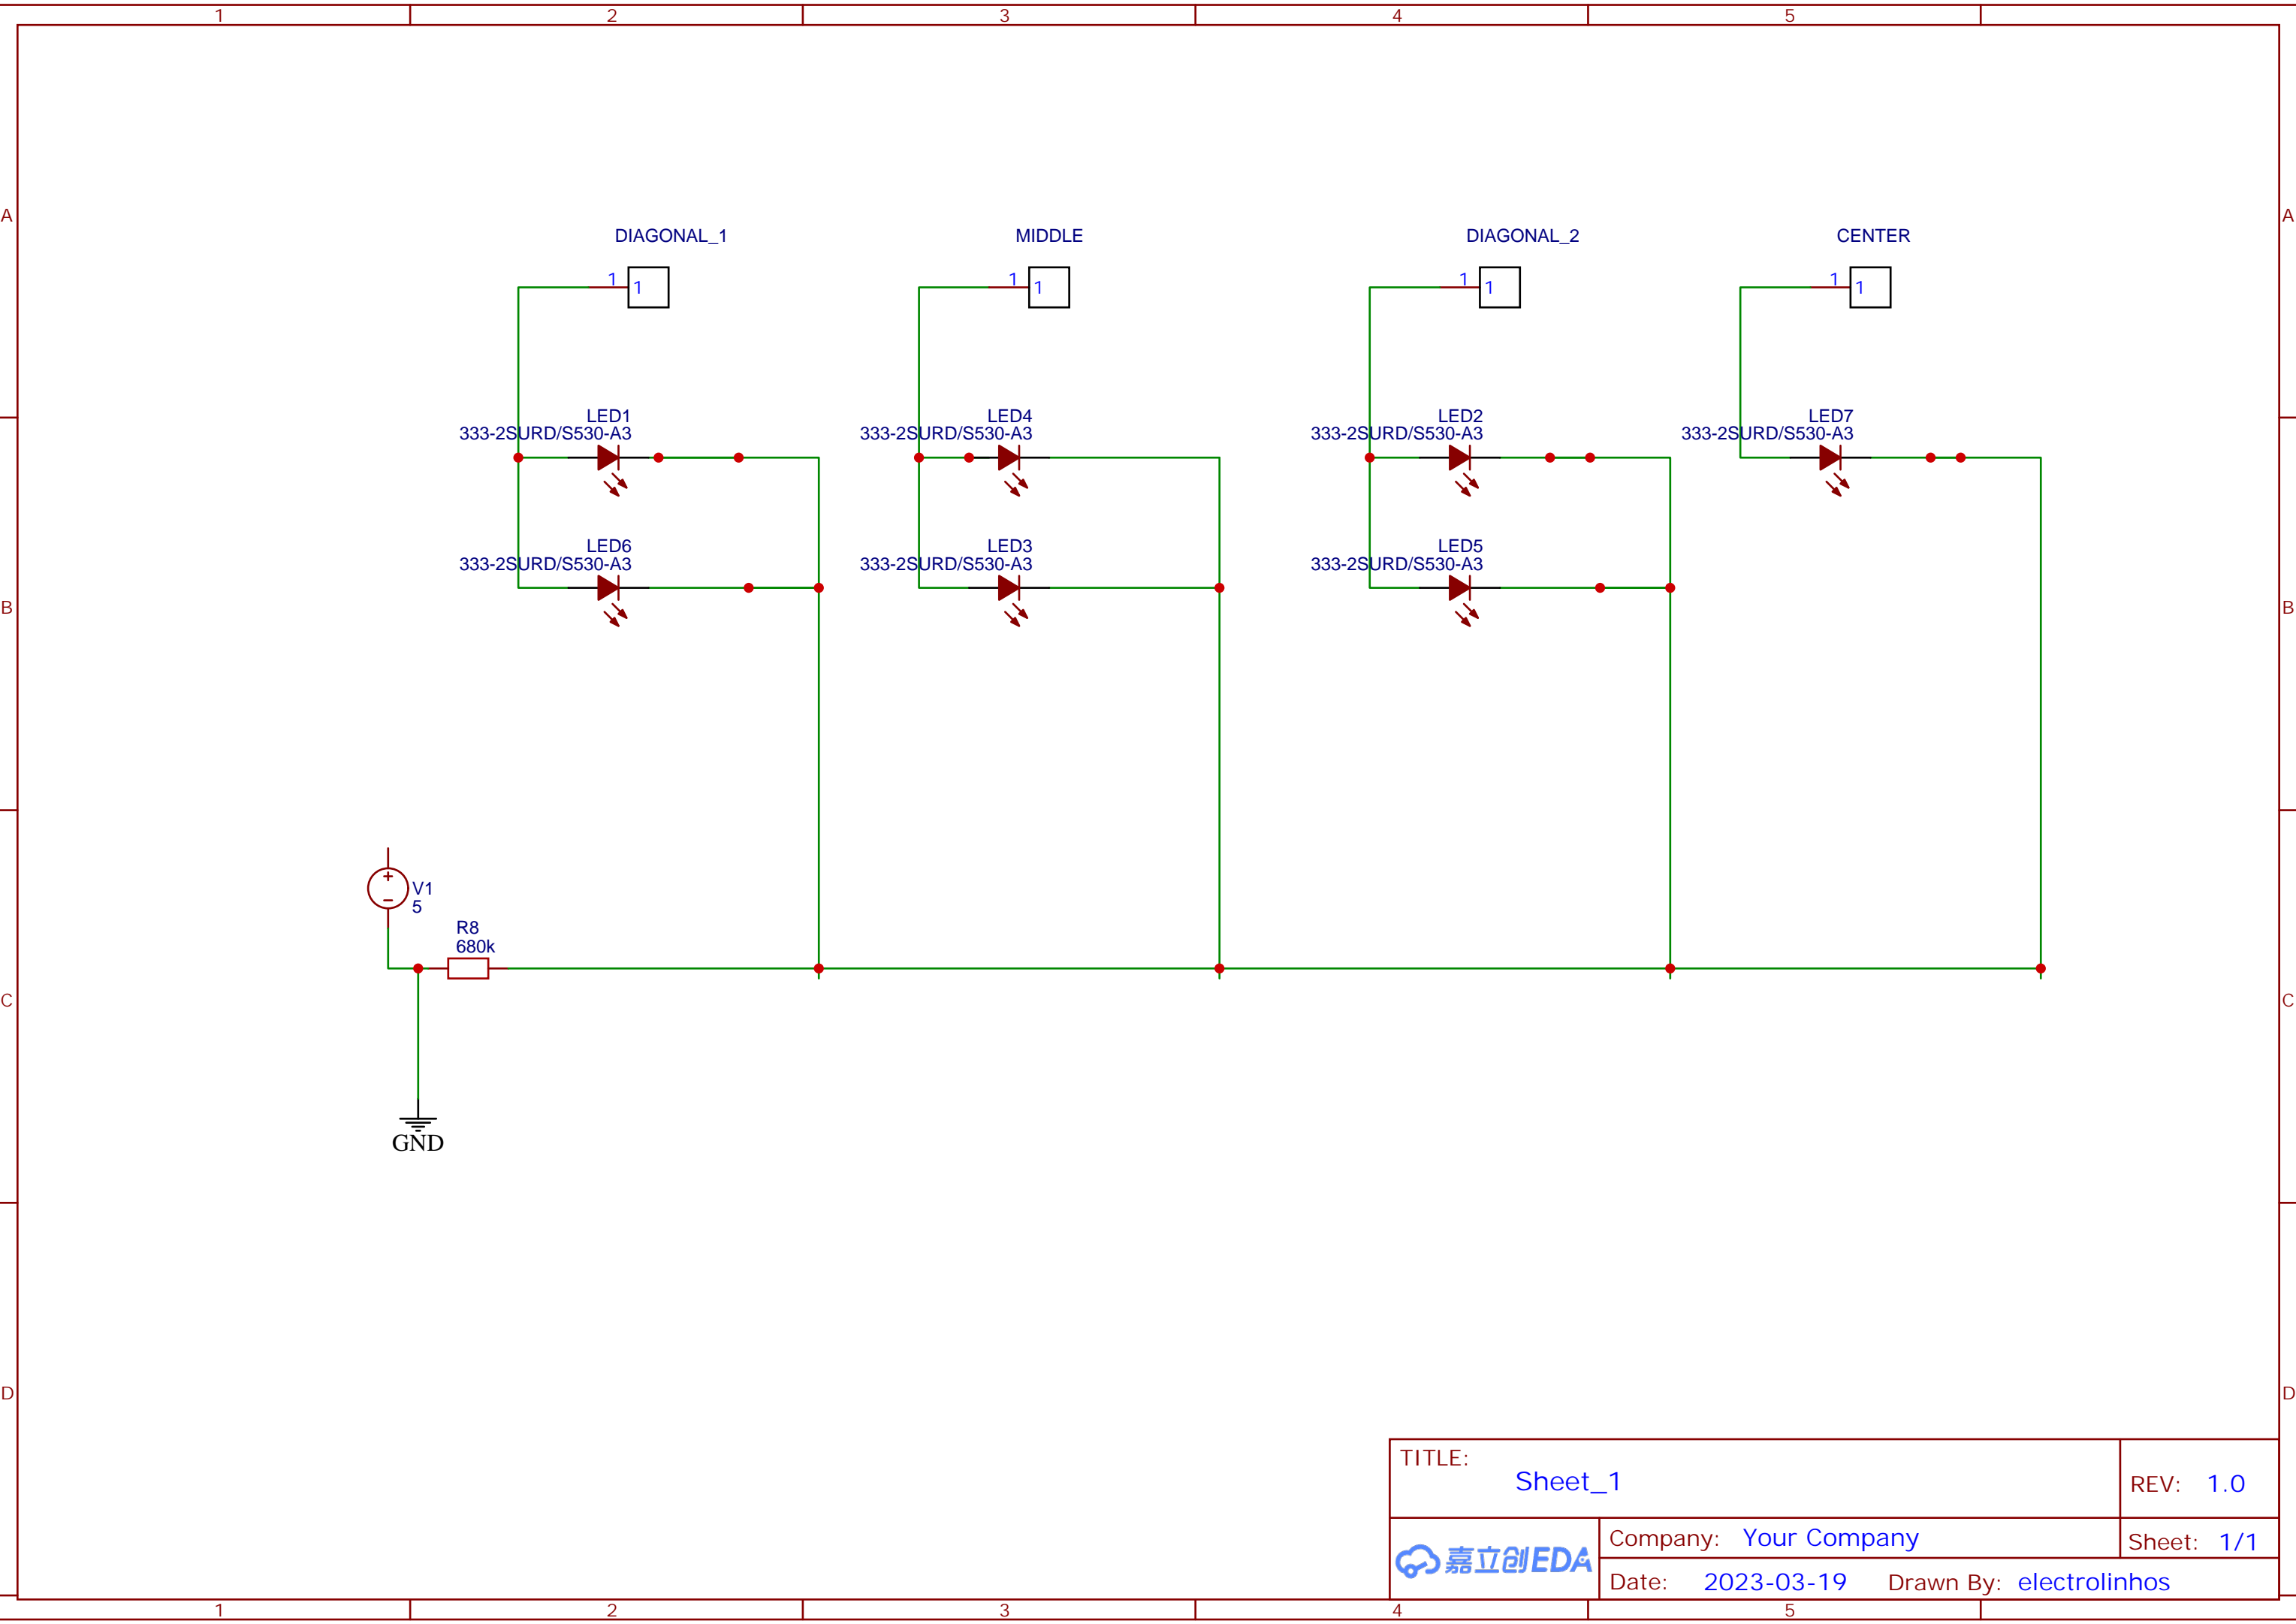 1 2 3 4 5
A A
DIAGONAL_1 MIDDLE DIAGONAL_2 CENTER
1 1 1 1
1 1 1 1
LED1 LED4 LED2 LED7
333-2SURD/S530-A3 333-2SURD/S530-A3 333-2SURD/S530-A3 333-2SURD/S530-A3
LED6 LED3 LED5
333-2SURD/S530-A3 333-2SURD/S530-A3 333-2SURD/S530-A3
B B
+
V1
−
5
R8
680k
C C
GND
D D
TITLE:
Sheet_1
REV: 1.0
嘉立创EDA
Company: Your Company
Sheet: 1/1
Date: 2023-03-19 Drawn By: electrolinhos
1 2 3 4 5